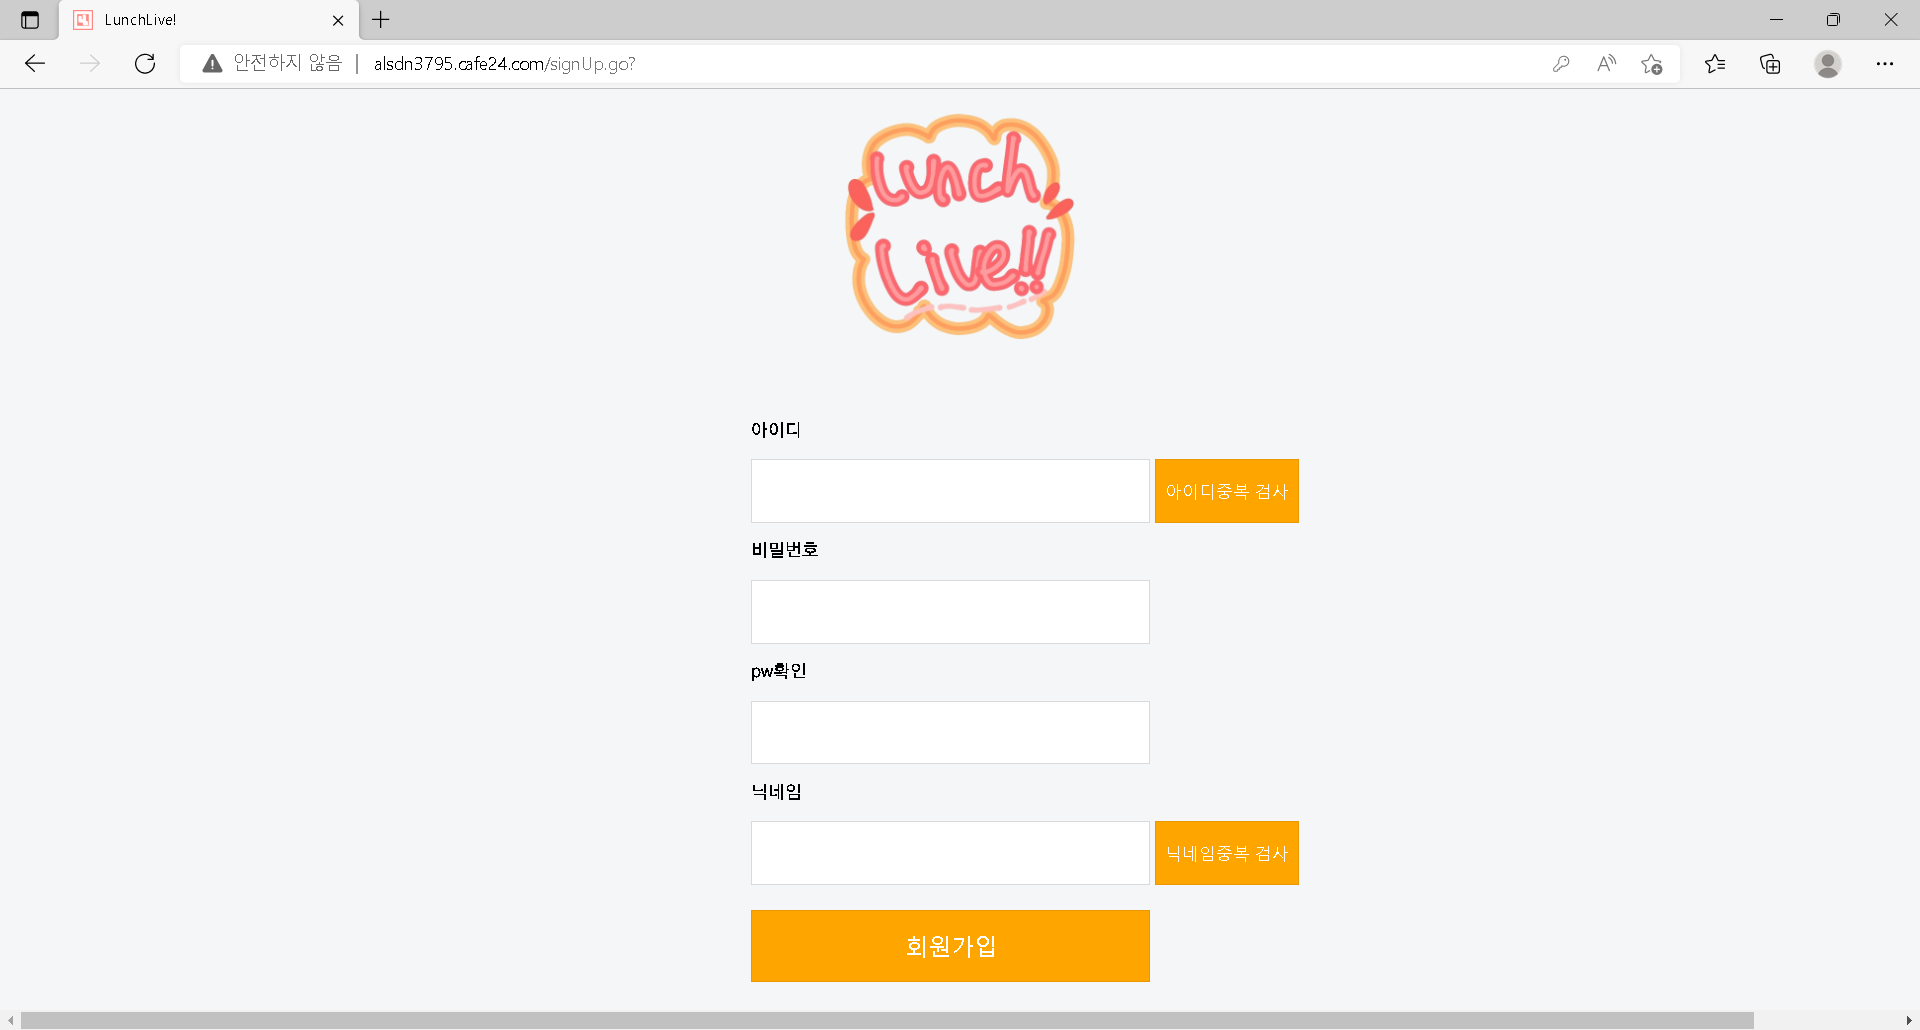 LunchLive!
안전하지 않음 | alsdn3795.cafe24.com/signUp.go?
Lunch
Live!!
아이디
아이디중복 검사
비밀번호
pw확인
닉네임
닉네임중복 검사
회원가입